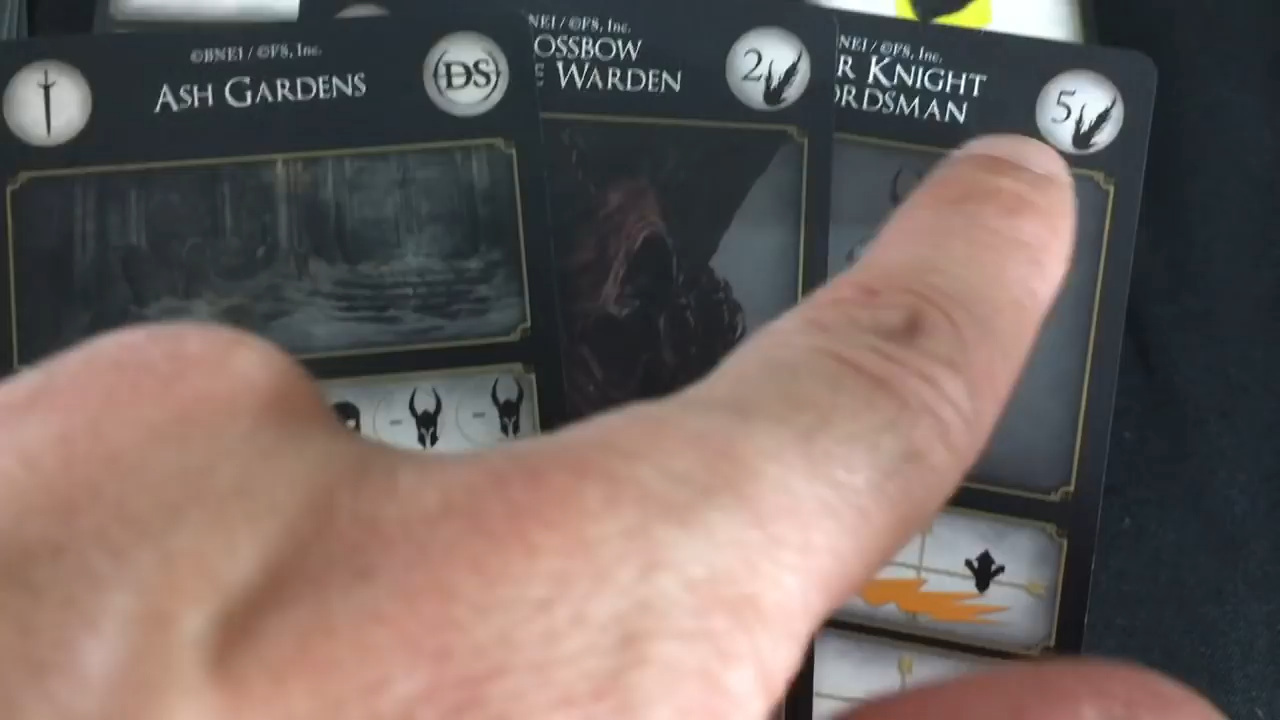 ©BNEI / ©FS, Inc.
ASH GARDENS
(DS)
NEI / ©FS, Inc.
OSSBOW
E WARDEN
2
NEI / ©FS, Inc.
R KNIGHT
ORDSMAN
5